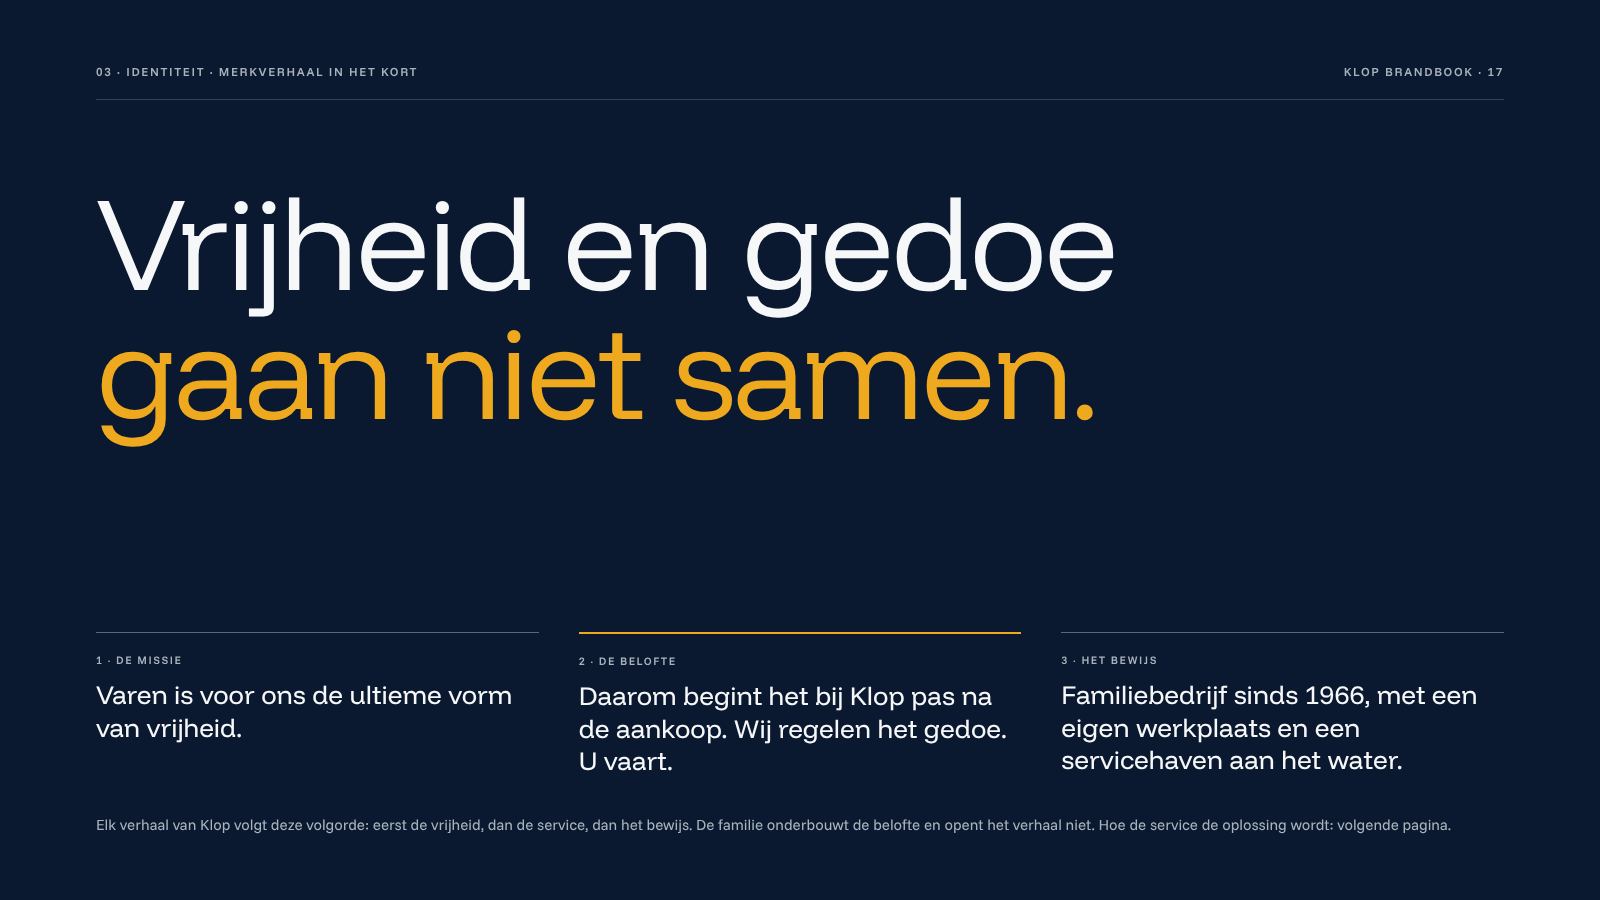 03 · IDENTITEIT · MERKVERHAAL IN HET KORT
KLOP BRANDBOOK · 17
Vrijheid en gedoe
gaan niet samen.
1 · DE MISSIE
Varen is voor ons de ultieme vorm
van vrijheid.
2 · DE BELOFTE
Daarom begint het bij Klop pas na
de aankoop. Wij regelen het gedoe.
U vaart.
3 · HET BEWIJS
Familiebedrijf sinds 1966, met een
eigen werkplaats en een
servicehaven aan het water.
Elk verhaal van Klop volgt deze volgorde: eerst de vrijheid, dan de service, dan het bewijs. De familie onderbouwt de belofte en opent het verhaal niet. Hoe de service de oplossing wordt: volgende pagina.